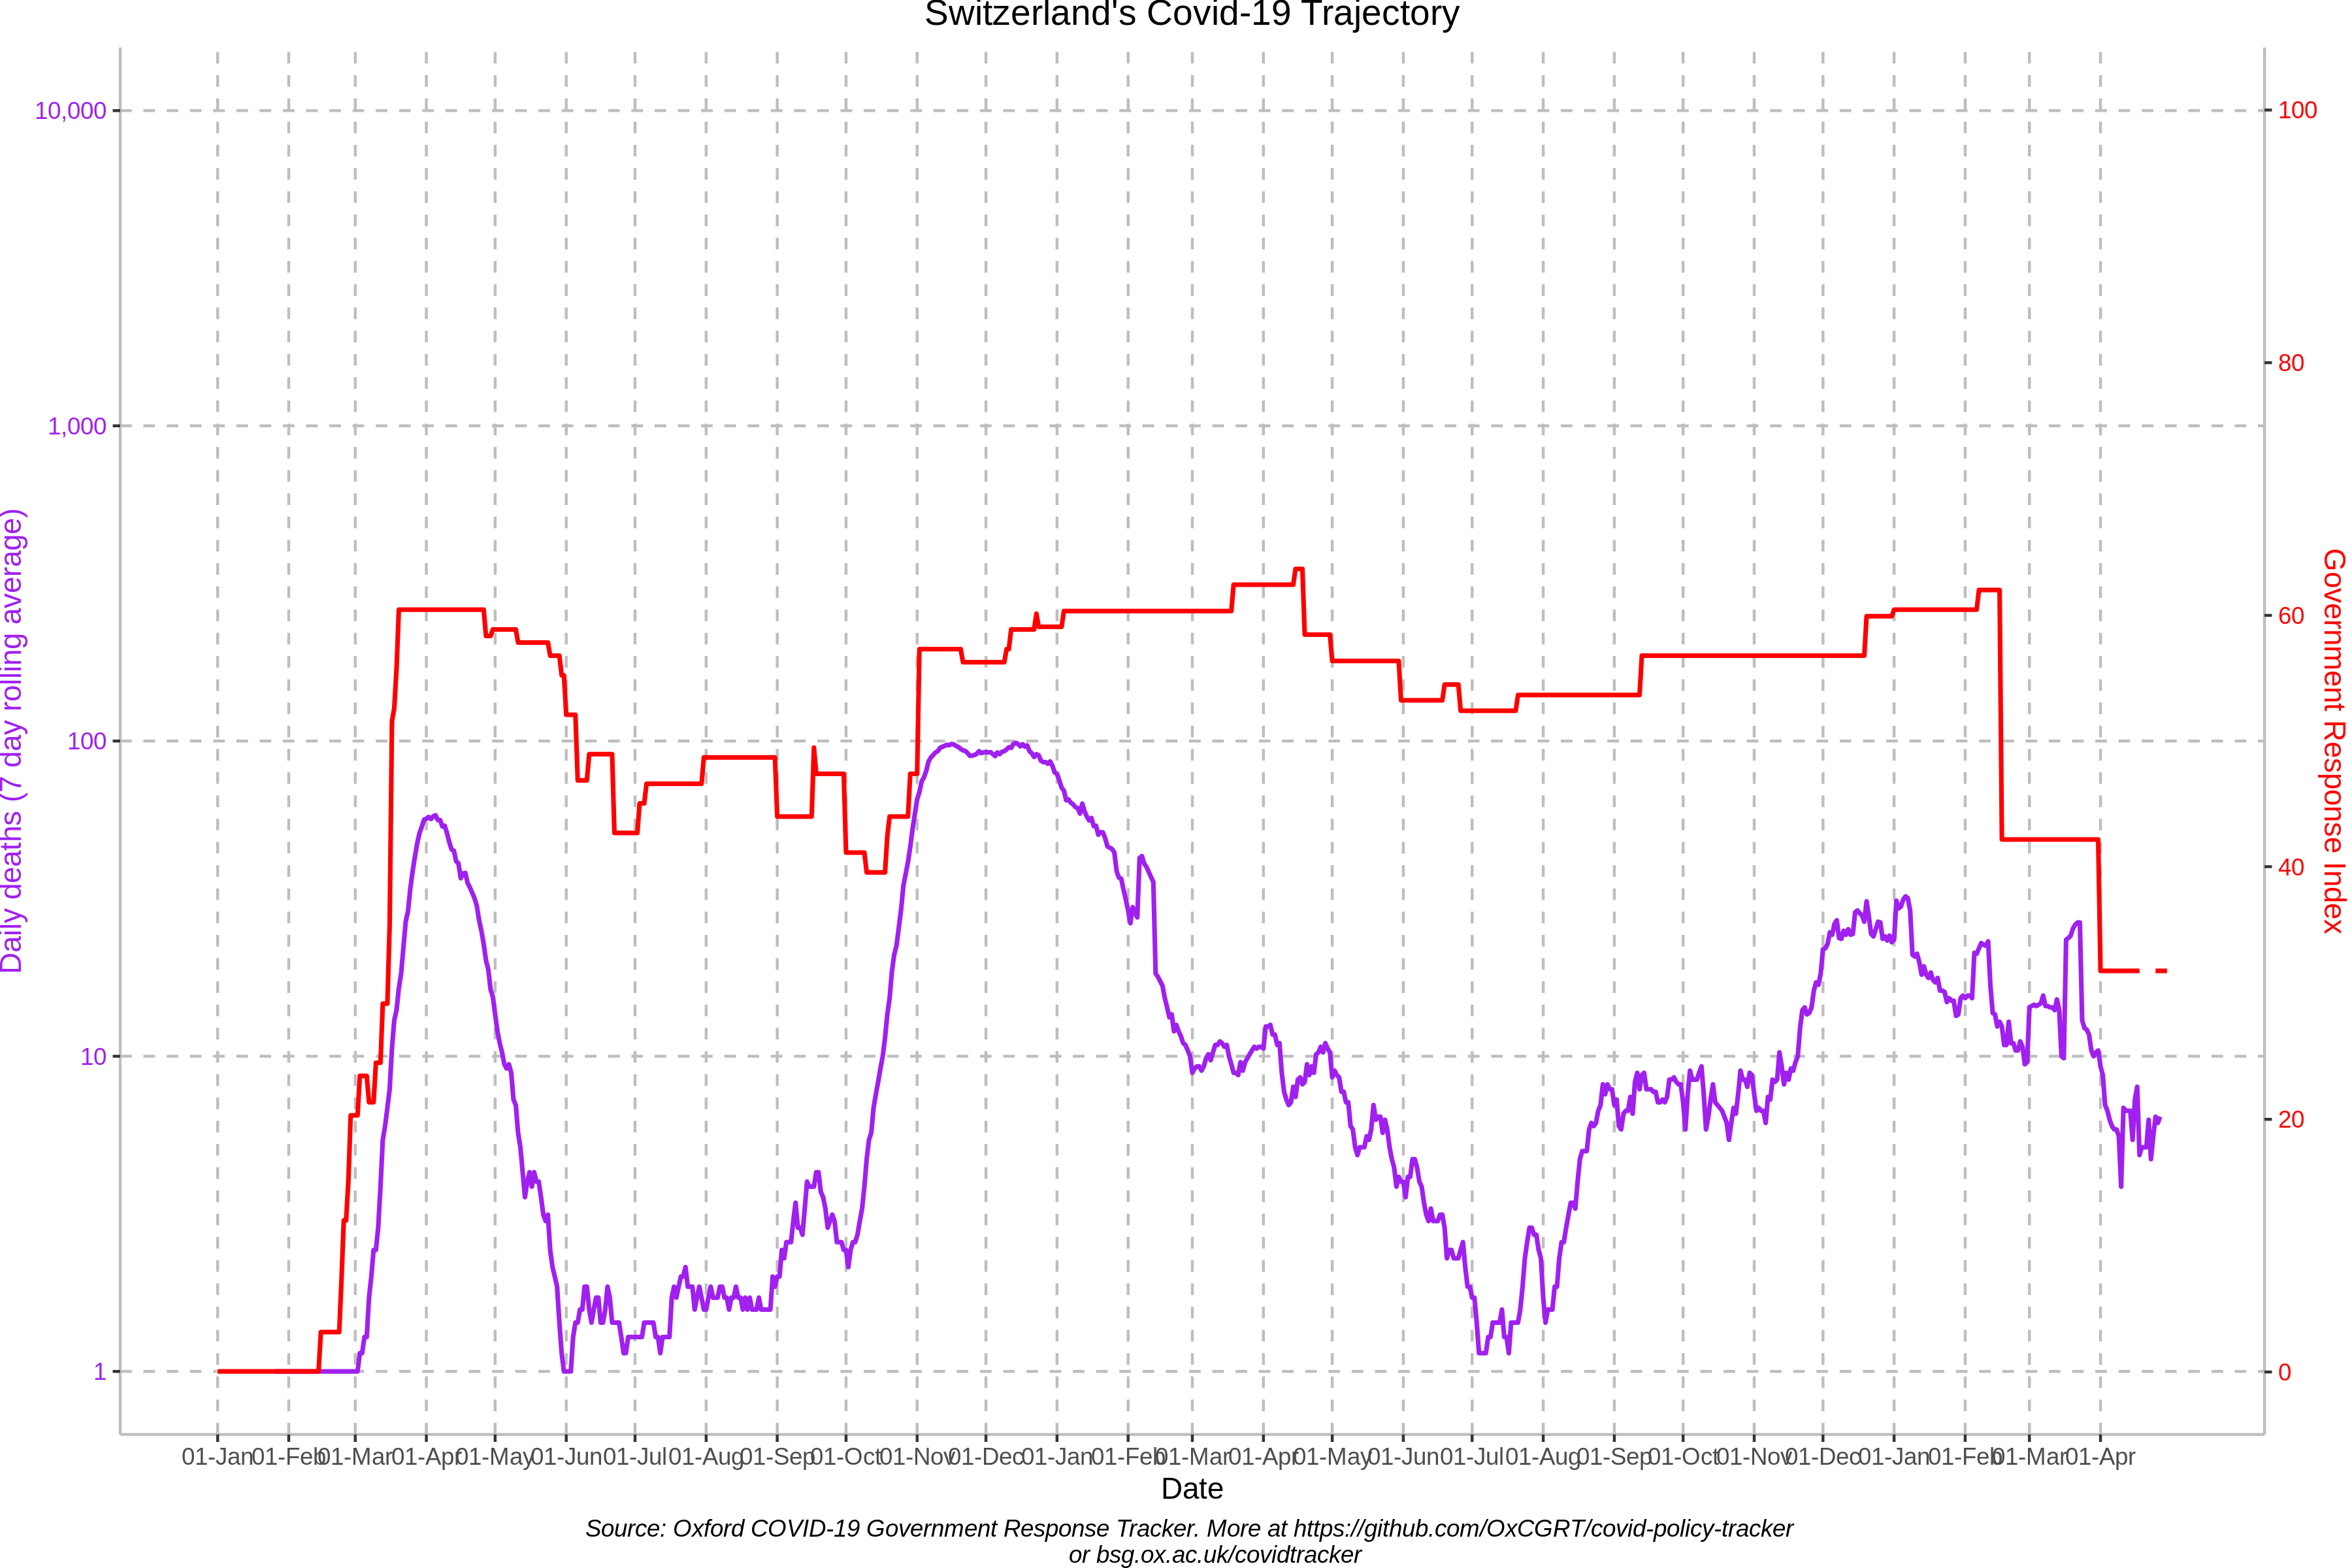 Switzerland's Covid-19 Trajectory
10,000
1,000
100
10
1
Daily deaths (7 day rolling average)
100
80
60
40
20
0
Government Response Index
01-Jan 01-Feb 01-Mar 01-Apr 01-May 01-Jun 01-Jul 01-Aug 01-Sep 01-Oct 01-Nov 01-Dec 01-Jan 01-Feb 01-Mar 01-Apr 01-May 01-Jun 01-Jul 01-Aug 01-Sep 01-Oct 01-Nov 01-Dec 01-Jan 01-Feb 01-Mar 01-Apr
Date
Source: Oxford COVID-19 Government Response Tracker. More at https://github.com/OxCGRT/covid-policy-tracker
or bsg.ox.ac.uk/covidtracker